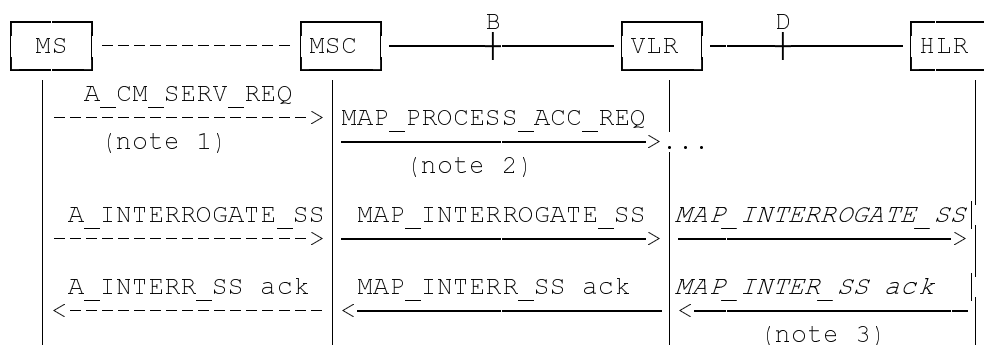 B D
MS MSC VLR HLR
A_CM_SERV_REQ
(note 1)
MAP_PROCESS_ACC_REQ
...
(note 2)
A_INTERROGATE_SS MAP_INTERROGATE_SS MAP_INTERROGATE_SS
A_INTERR_SS ack MAP_INTERR_SS ack MAP_INTER_SS ack
(note 3)